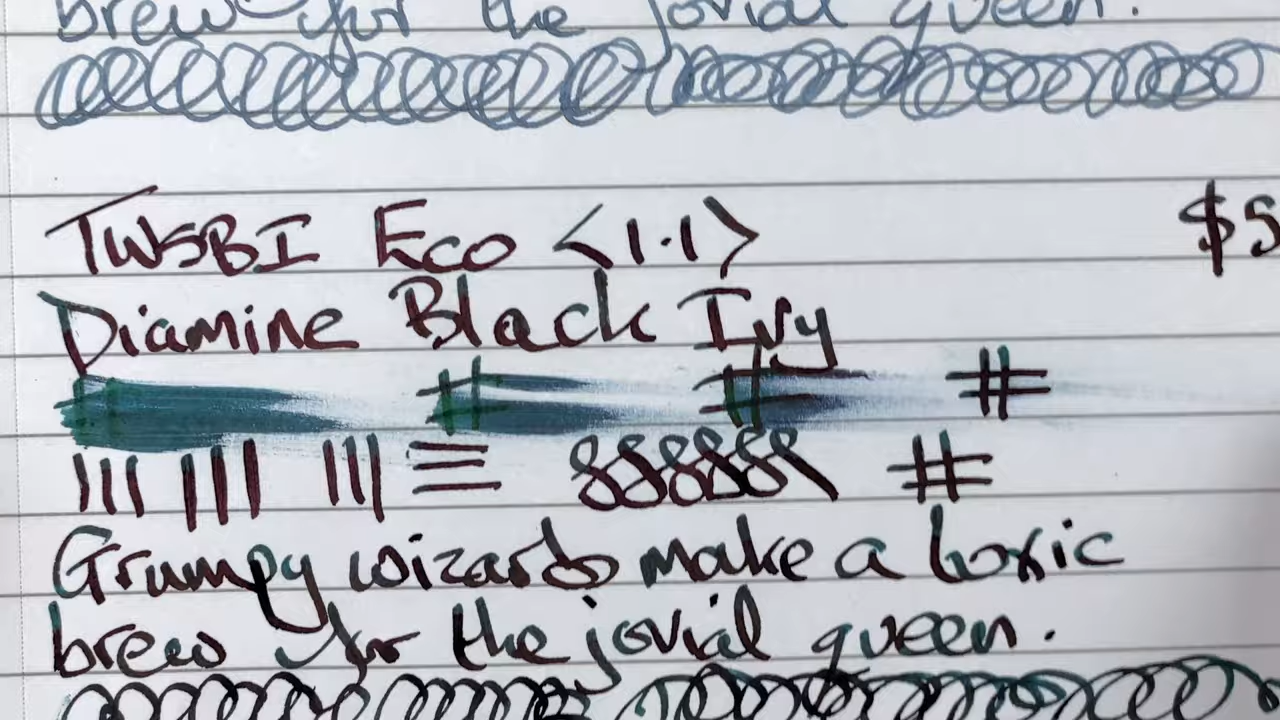 brew for the jovial queen.
TWSBI Eco <1.1> $5
Diamine Black Ivy
# # #
||| ||| ||| #
Grumpy wizards make a toxic
brew for the jovial queen.